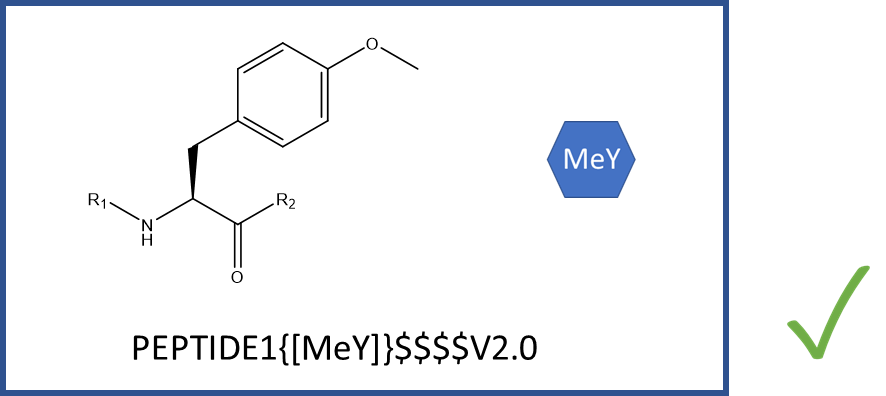 O
R₁
R₂
N
H
O
MeY
PEPTIDE1{[MeY]}$$$$V2.0